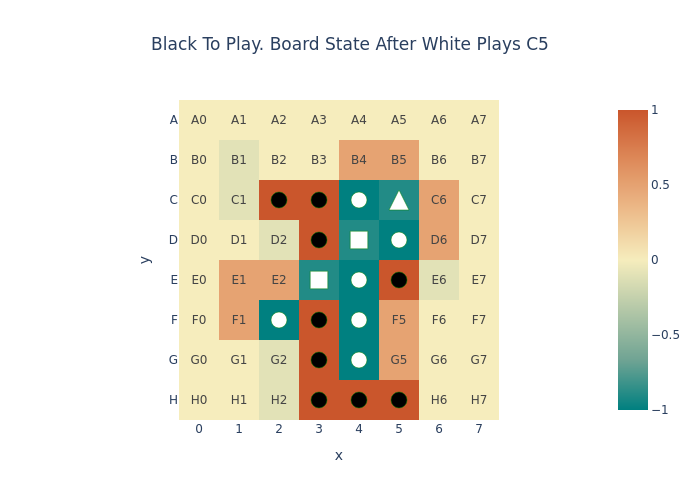 Black To Play. Board State After White Plays C5
A A0 A1 A2 A3 A4 A5 A6 A7
B B0 B1 B2 B3 B4 B5 B6 B7
C C0 C1 C6 C7
D D0 D1 D2 D6 D7
y
E E0 E1 E2 E6 E7
F F0 F1 F5 F6 F7
G G0 G1 G2 G5 G6 G7
H H0 H1 H2 H6 H7
0 1 2 3 4 5 6 7
x
1
0.5
0
−0.5
−1